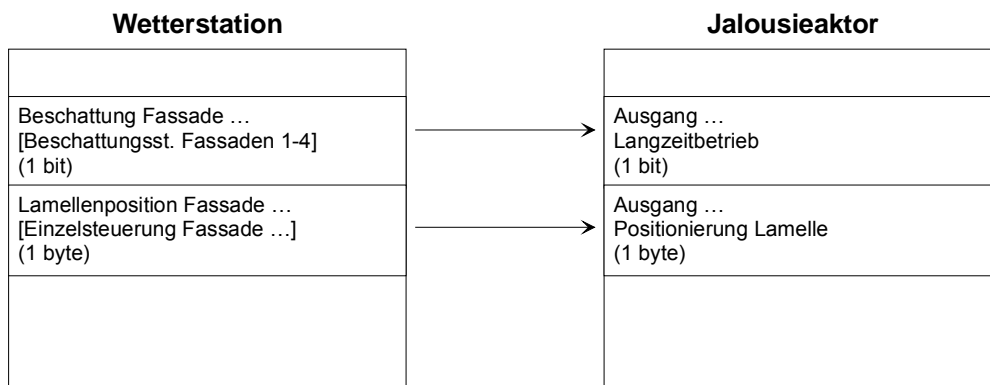 Wetterstation
Jalousieaktor
Beschattung Fassade …
[Beschattungsst. Fassaden 1-4]
(1 bit)
Ausgang …
Langzeitbetrieb
(1 bit)
Lamellenposition Fassade …
[Einzelsteuerung Fassade …]
(1 byte)
Ausgang …
Positionierung Lamelle
(1 byte)